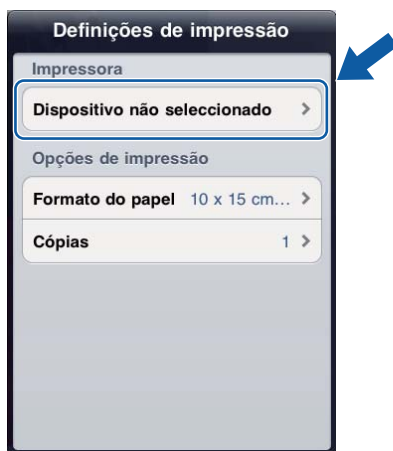 Definições de impressão
Impressora
Dispositivo não seleccionado
Opções de impressão
Formato do papel 10 x 15 cm...
Cópias 1